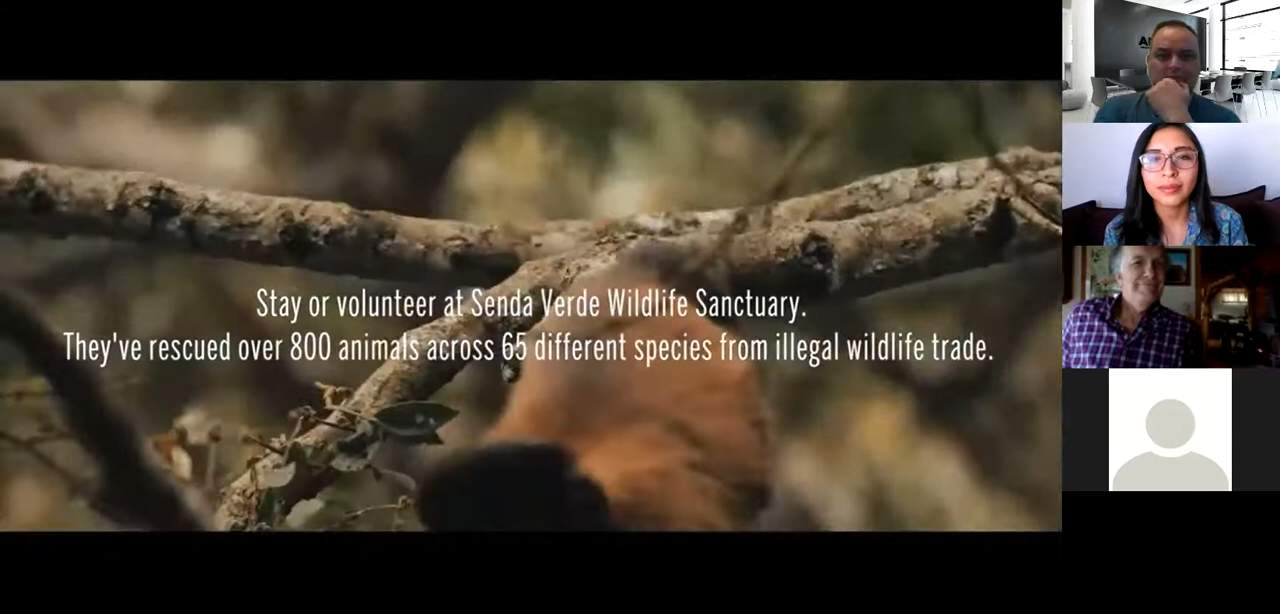 Stay or volunteer at Senda Verde Wildlife Sanctuary.
They've rescued over 800 animals across 65 different species from illegal wildlife trade.